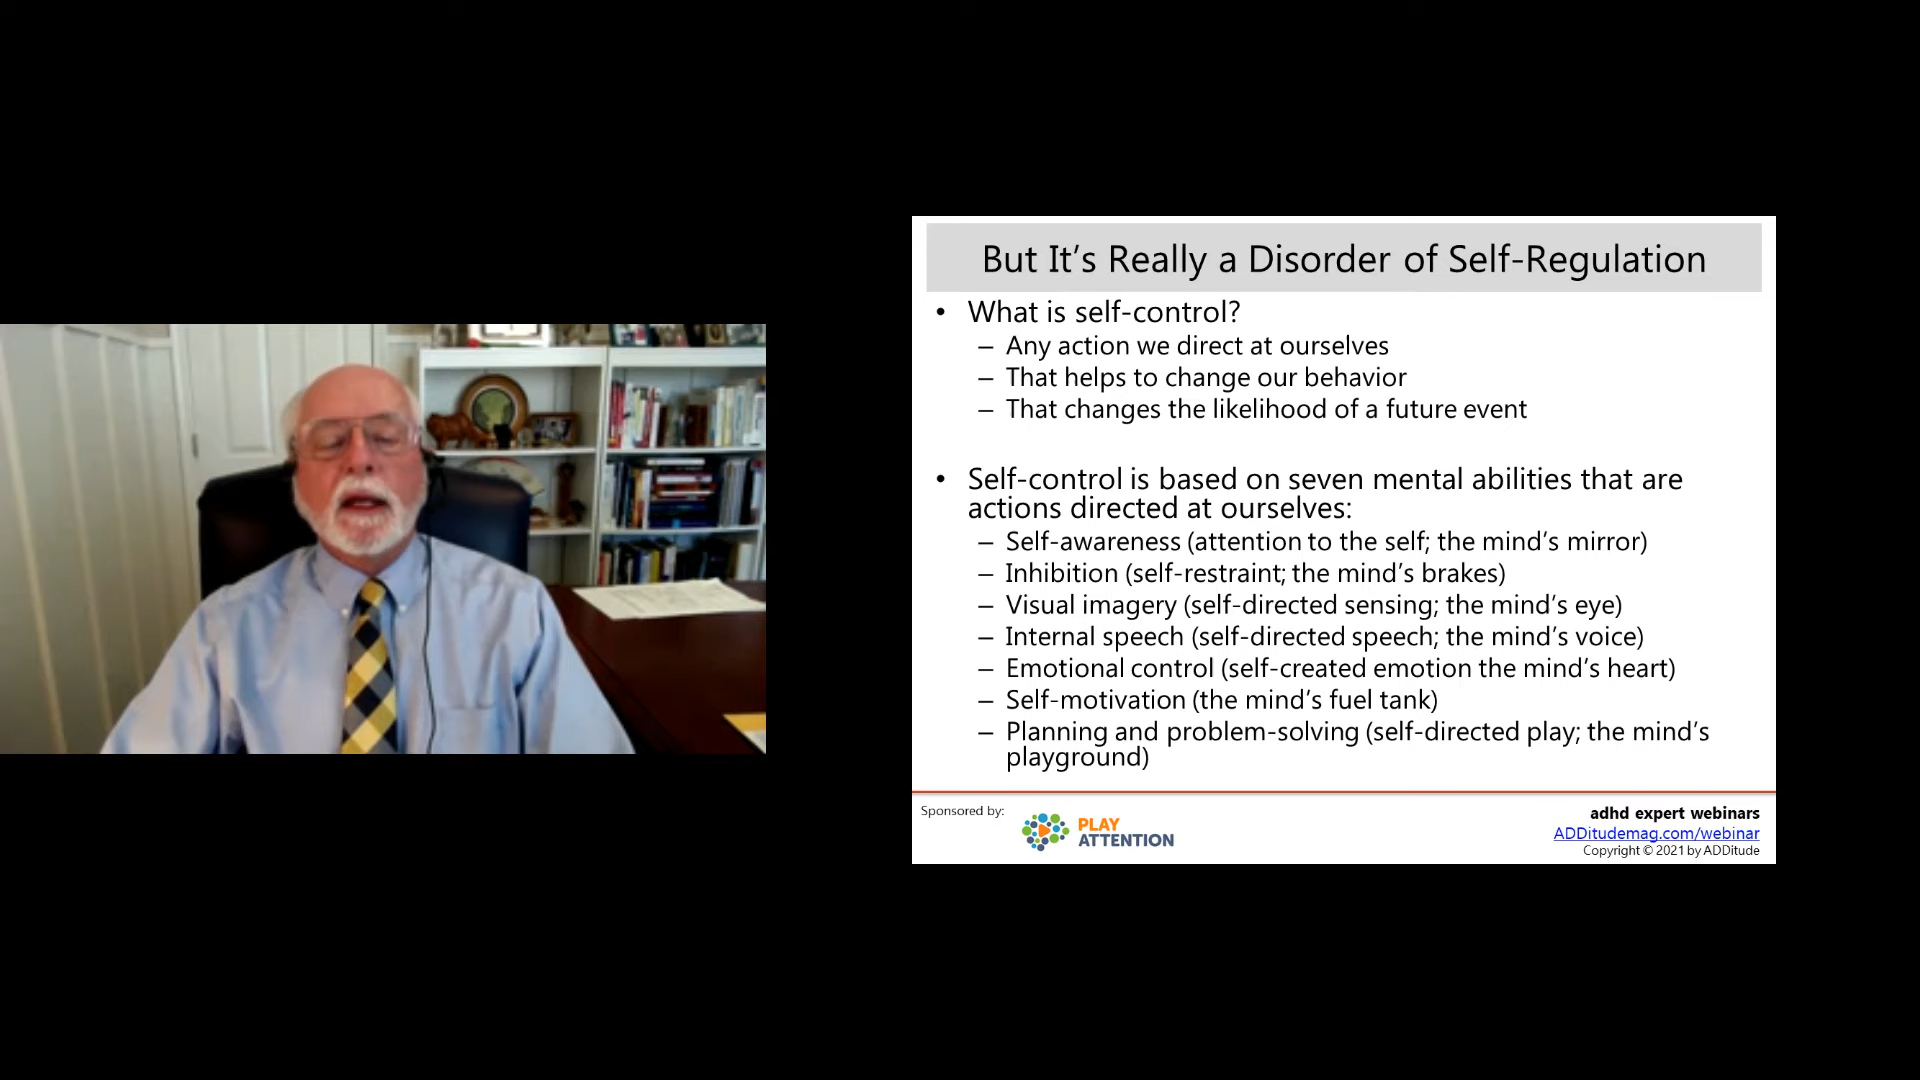 But It’s Really a Disorder of Self-Regulation
• What is self-control?
– Any action we direct at ourselves
– That helps to change our behavior
– That changes the likelihood of a future event
• Self-control is based on seven mental abilities that are
actions directed at ourselves:
– Self-awareness (attention to the self; the mind’s mirror)
– Inhibition (self-restraint; the mind’s brakes)
– Visual imagery (self-directed sensing; the mind’s eye)
– Internal speech (self-directed speech; the mind’s voice)
– Emotional control (self-created emotion the mind’s heart)
– Self-motivation (the mind’s fuel tank)
– Planning and problem-solving (self-directed play; the mind’s
playground)
Sponsored by:
PLAY
ATTENTION
adhd expert webinars
ADDitudemag.com/webinar
Copyright © 2021 by ADDitude